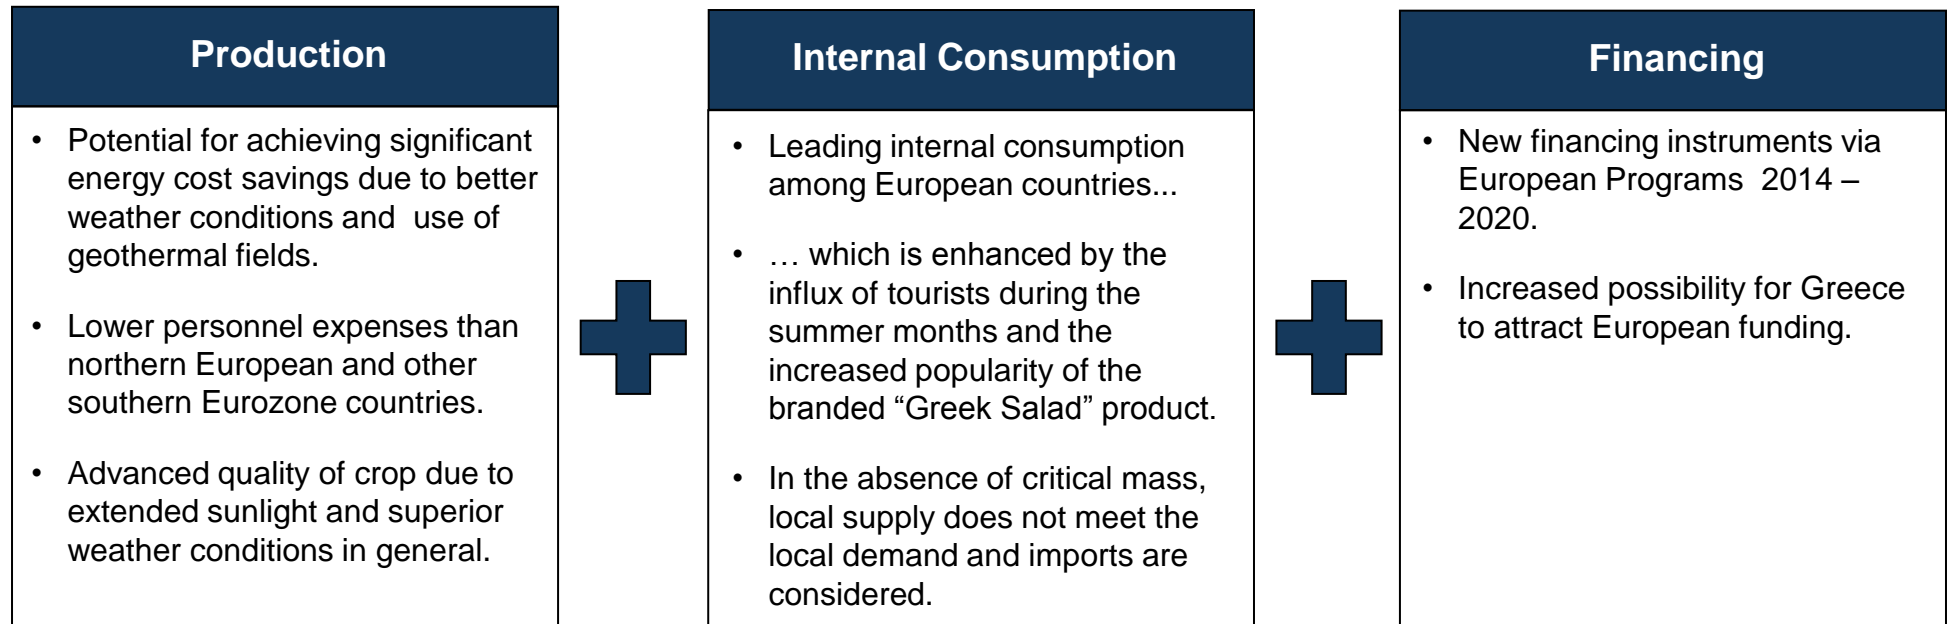 Production
• Potential for achieving significant
energy cost savings due to better
weather conditions and  use of
geothermal fields.
• Lower personnel expenses than
northern European and other
southern Eurozone countries.
• Advanced quality of crop due to
extended sunlight and superior
weather conditions in general.
Internal Consumption
• Leading internal consumption
among European countries...
• … which is enhanced by the
influx of tourists during the
summer months and the
increased popularity of the
branded “Greek Salad” product.
• In the absence of critical mass,
local supply does not meet the
local demand and imports are
considered.
Financing
• New financing instruments via
European Programs  2014 –
2020.
• Increased possibility for Greece
to attract European funding.